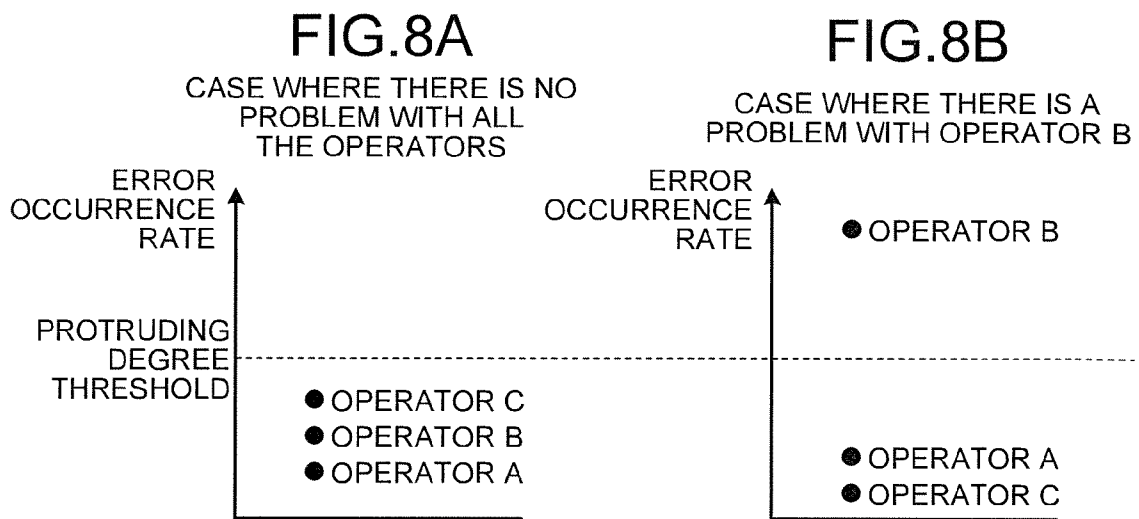 FIG.8A
CASE WHERE THERE IS NO
PROBLEM WITH ALL
THE OPERATORS
ERROR
OCCURRENCE
RATE
PROTRUDING
DEGREE
THRESHOLD
OPERATOR C
OPERATOR B
OPERATOR A
FIG.8B
CASE WHERE THERE IS A
PROBLEM WITH OPERATOR B
ERROR
OCCURRENCE
RATE
OPERATOR B
OPERATOR A
OPERATOR C